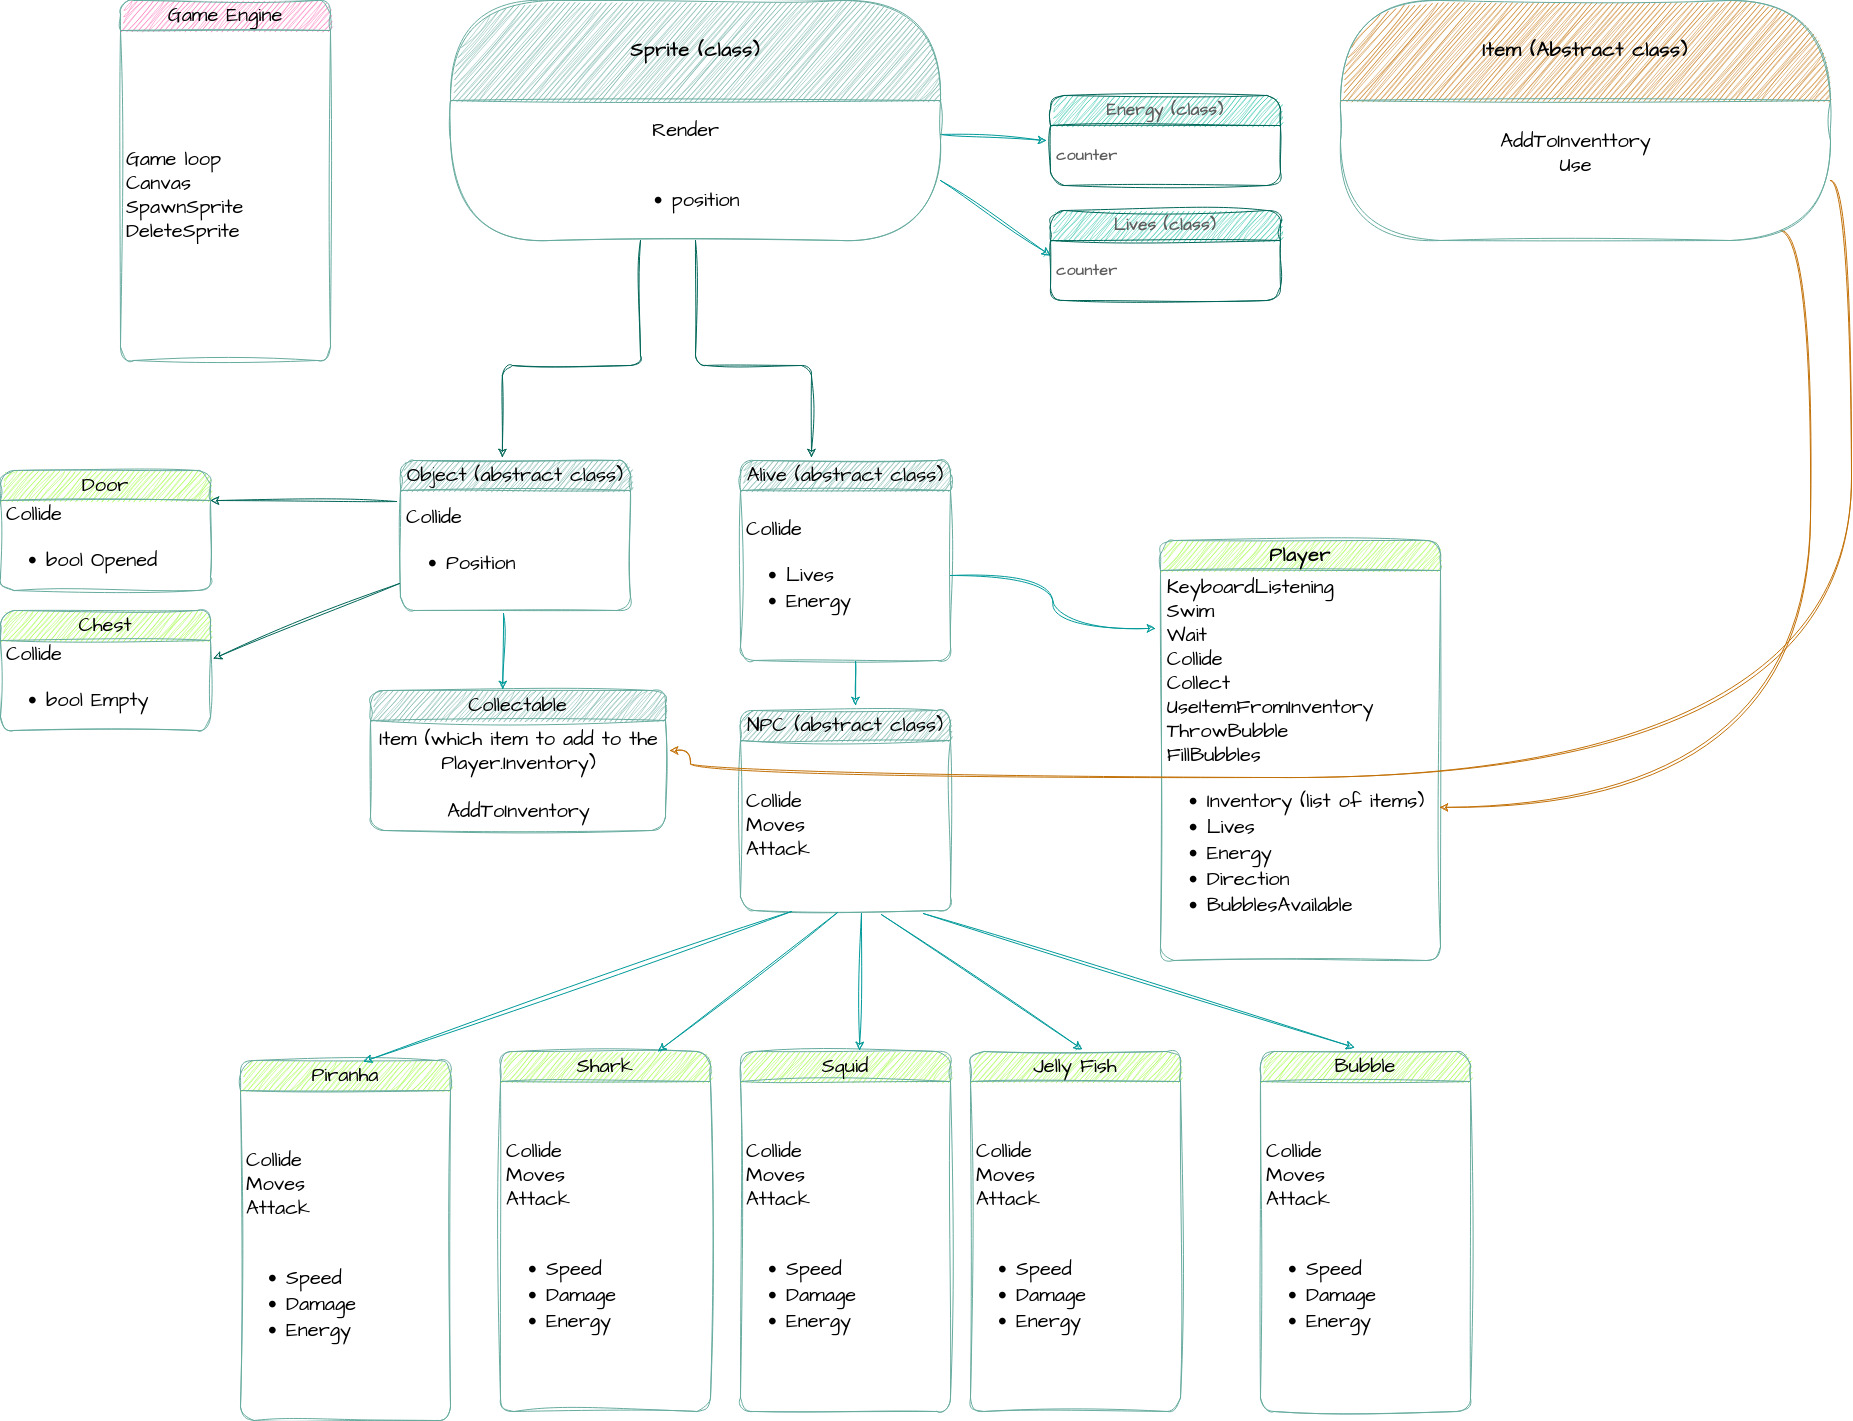 Game Engine
Game loop
Canvas
SpawnSprite
DeleteSprite
Sprite (class)
Render
• position
Energy (class)
counter
Lives (class)
counter
Item (Abstract class)
AddToInventtory
Use
Door
Collide
• bool Opened
Chest
Collide
• bool Empty
Object (abstract class)
Collide
• Position
Alive (abstract class)
Collide
• Lives
• Energy
Collectable
Item (which item to add to the
Player.Inventory)
AddToInventory
NPC (abstract class)
Collide
Moves
Attack
Player
KeyboardListening
Swim
Wait
Collide
Collect
UseItemFromInventory
ThrowBubble
FillBubbles
• Inventory (list of items)
• Lives
• Energy
• Direction
• BubblesAvailable
Piranha
Collide
Moves
Attack
• Speed
• Damage
• Energy
Shark
Collide
Moves
Attack
• Speed
• Damage
• Energy
Squid
Collide
Moves
Attack
• Speed
• Damage
• Energy
Jelly Fish
Collide
Moves
Attack
• Speed
• Damage
• Energy
Bubble
Collide
Moves
Attack
• Speed
• Damage
• Energy